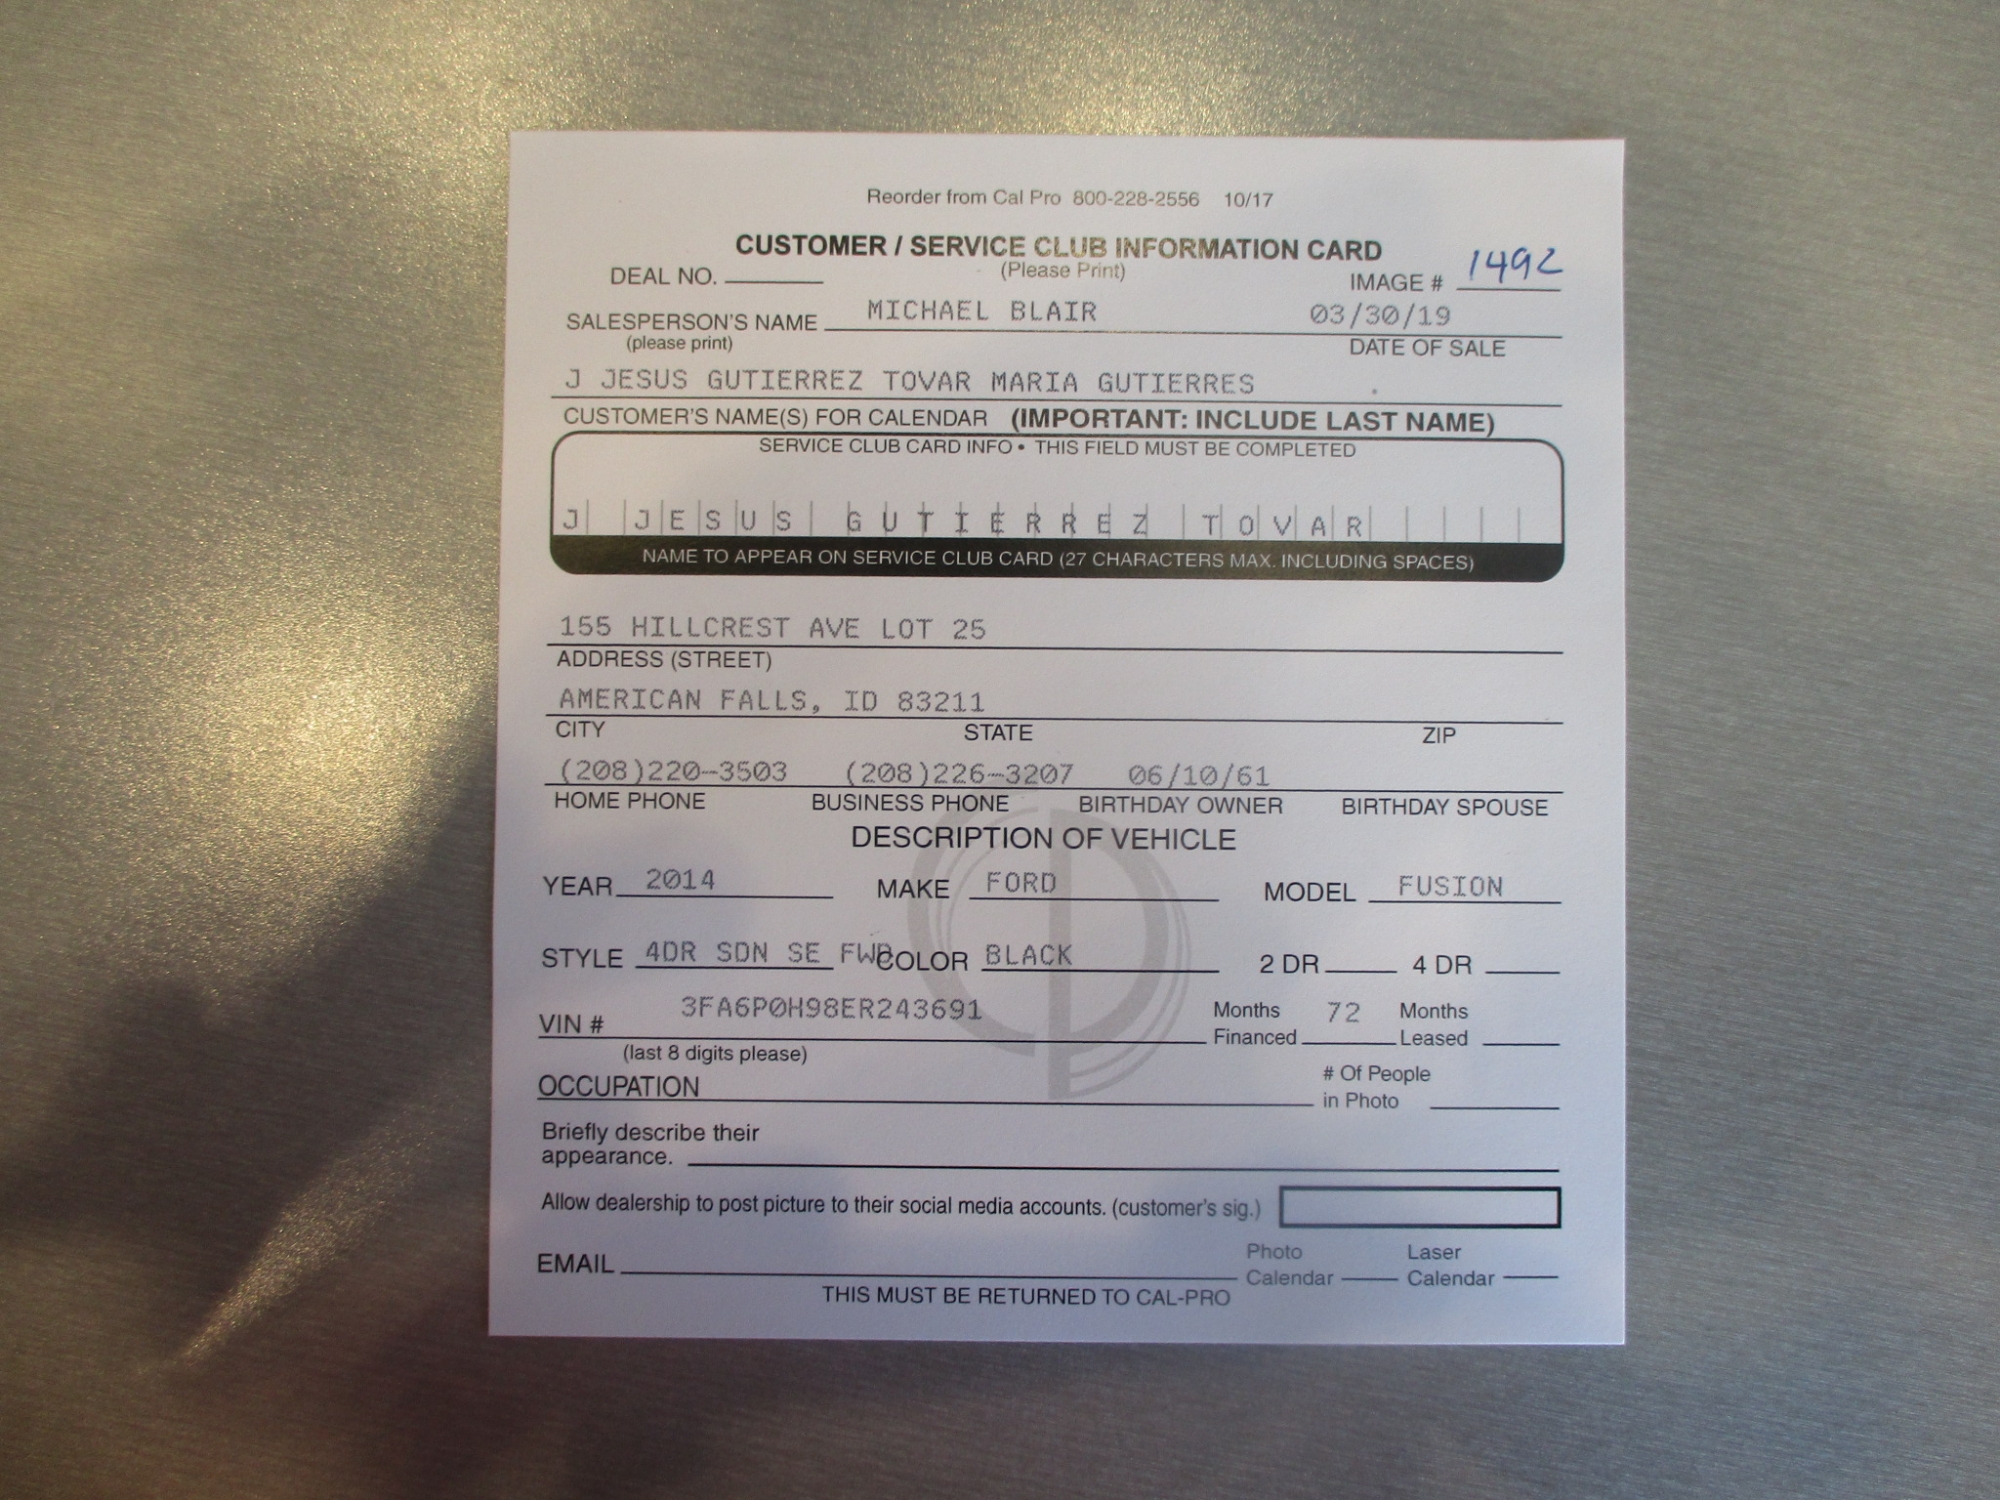 Reorder from Cal Pro 800-228-2556 10/17
CUSTOMER / SERVICE CLUB INFORMATION CARD
(Please Print)
DEAL NO. IMAGE # 1492
SALESPERSON'S NAME MICHAEL BLAIR 03/30/19
(please print) DATE OF SALE
J JESUS GUTIERREZ TOVAR MARIA GUTIERRES
CUSTOMER'S NAME(S) FOR CALENDAR (IMPORTANT: INCLUDE LAST NAME)
SERVICE CLUB CARD INFO • THIS FIELD MUST BE COMPLETED
J JESUS GUTIERREZ TOVAR
NAME TO APPEAR ON SERVICE CLUB CARD (27 CHARACTERS MAX. INCLUDING SPACES)
155 HILLCREST AVE LOT 25
ADDRESS (STREET)
AMERICAN FALLS, ID 83211
CITY STATE ZIP
(208)220-3503 (208)226-3207 06/10/61
HOME PHONE BUSINESS PHONE BIRTHDAY OWNER BIRTHDAY SPOUSE
DESCRIPTION OF VEHICLE
YEAR 2014 MAKE FORD MODEL FUSION
STYLE 4DR SDN SE FWD COLOR BLACK 2 DR 4 DR
VIN # 3FA6P0H98ER243691 Months Financed 72 Months Leased
(last 8 digits please)
OCCUPATION # Of People in Photo
Briefly describe their
appearance.
Allow dealership to post picture to their social media accounts. (customer's sig.)
EMAIL Photo Calendar Laser Calendar
THIS MUST BE RETURNED TO CAL-PRO